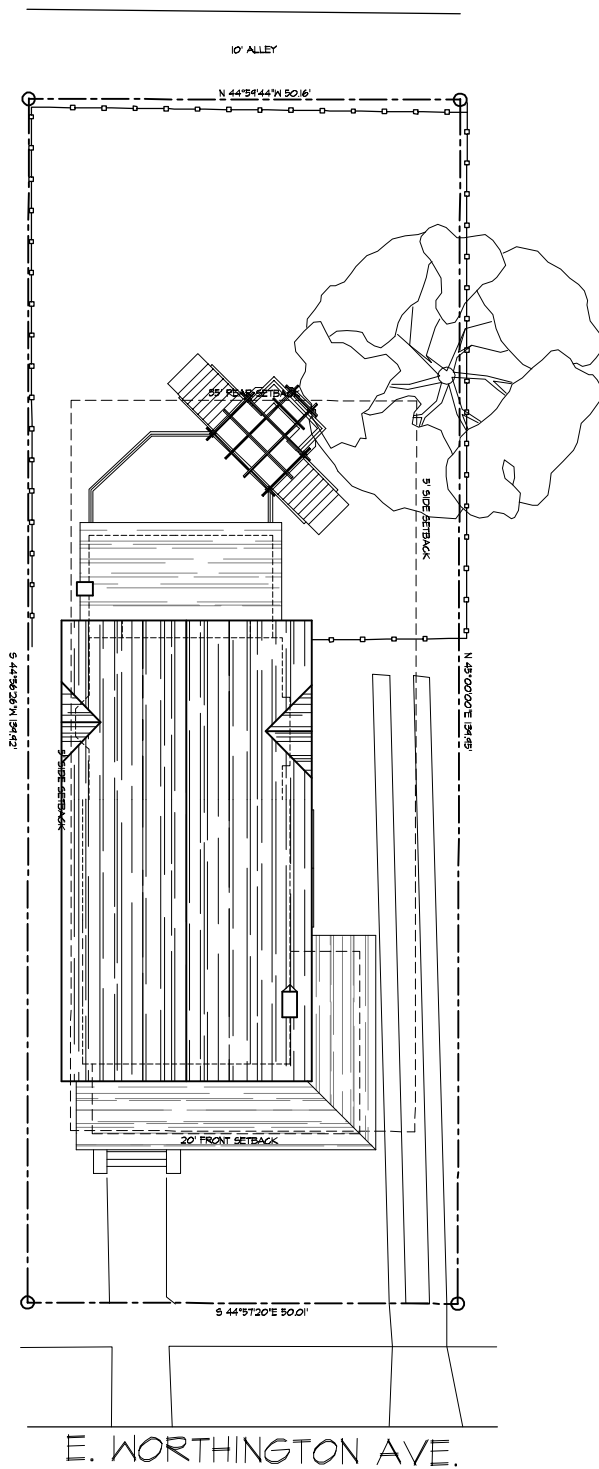 10' ALLEY
N 44°59'44"W 50.16'
35' REAR SETBACK
5' SIDE SETBACK
S 44°56'26"W 134.42'
N 45°00'00"E 134.45'
5' SIDE SETBACK
20' FRONT SETBACK
S 44°57'20"E 50.01'
E. WORTHINGTON AVE.